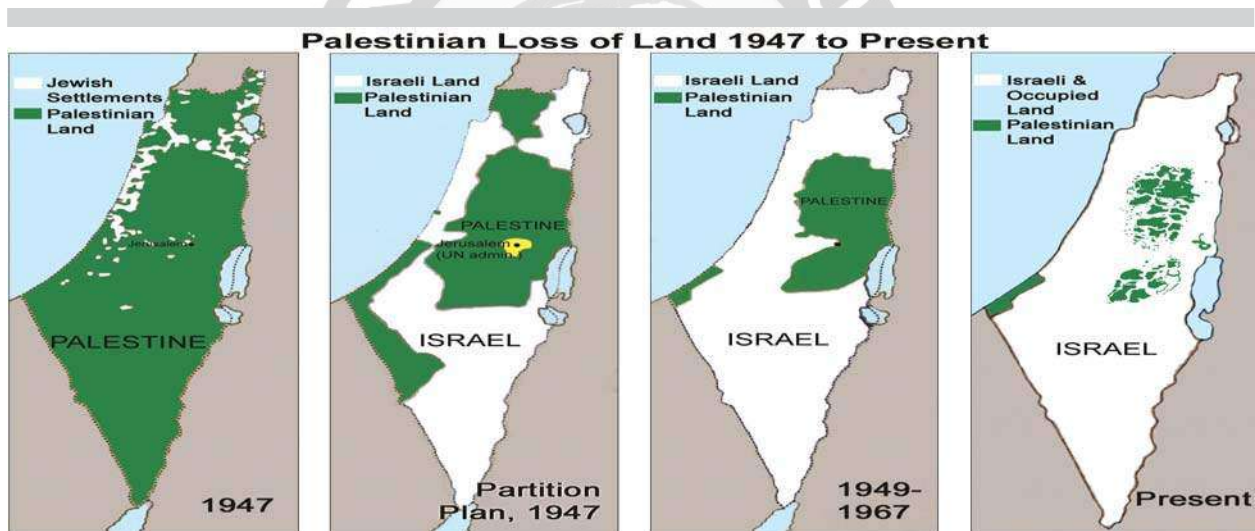 Palestinian Loss of Land 1947 to Present
Jewish
Settlements
Palestinian
Land
Jerusalem
PALESTINE
1947
Israeli Land
Palestinian
Land
PALESTINE
Jerusalem
(UN admin.)
ISRAEL
Partition
Plan, 1947
Israeli Land
Palestinian
Land
PALESTINE
ISRAEL
1949-
1967
Israeli &
Occupied
Land
Palestinian
Land
ISRAEL
Present